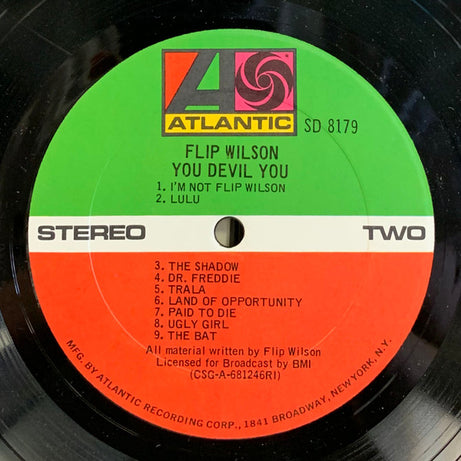 ATLANTIC
SD 8179
FLIP WILSON
YOU DEVIL YOU
1. I'M NOT FLIP WILSON
2. LULU
STEREO
TWO
3. THE SHADOW
4. DR. FREDDIE
5. TRALA
6. LAND OF OPPORTUNITY
7. PAID TO DIE
8. UGLY GIRL
9. THE BAT
All material written by Flip Wilson
Licensed for Broadcast by BMI
(CSG-A-681246RI)
MFG. BY ATLANTIC RECORDING CORP., 1841 BROADWAY, NEW YORK, N.Y.